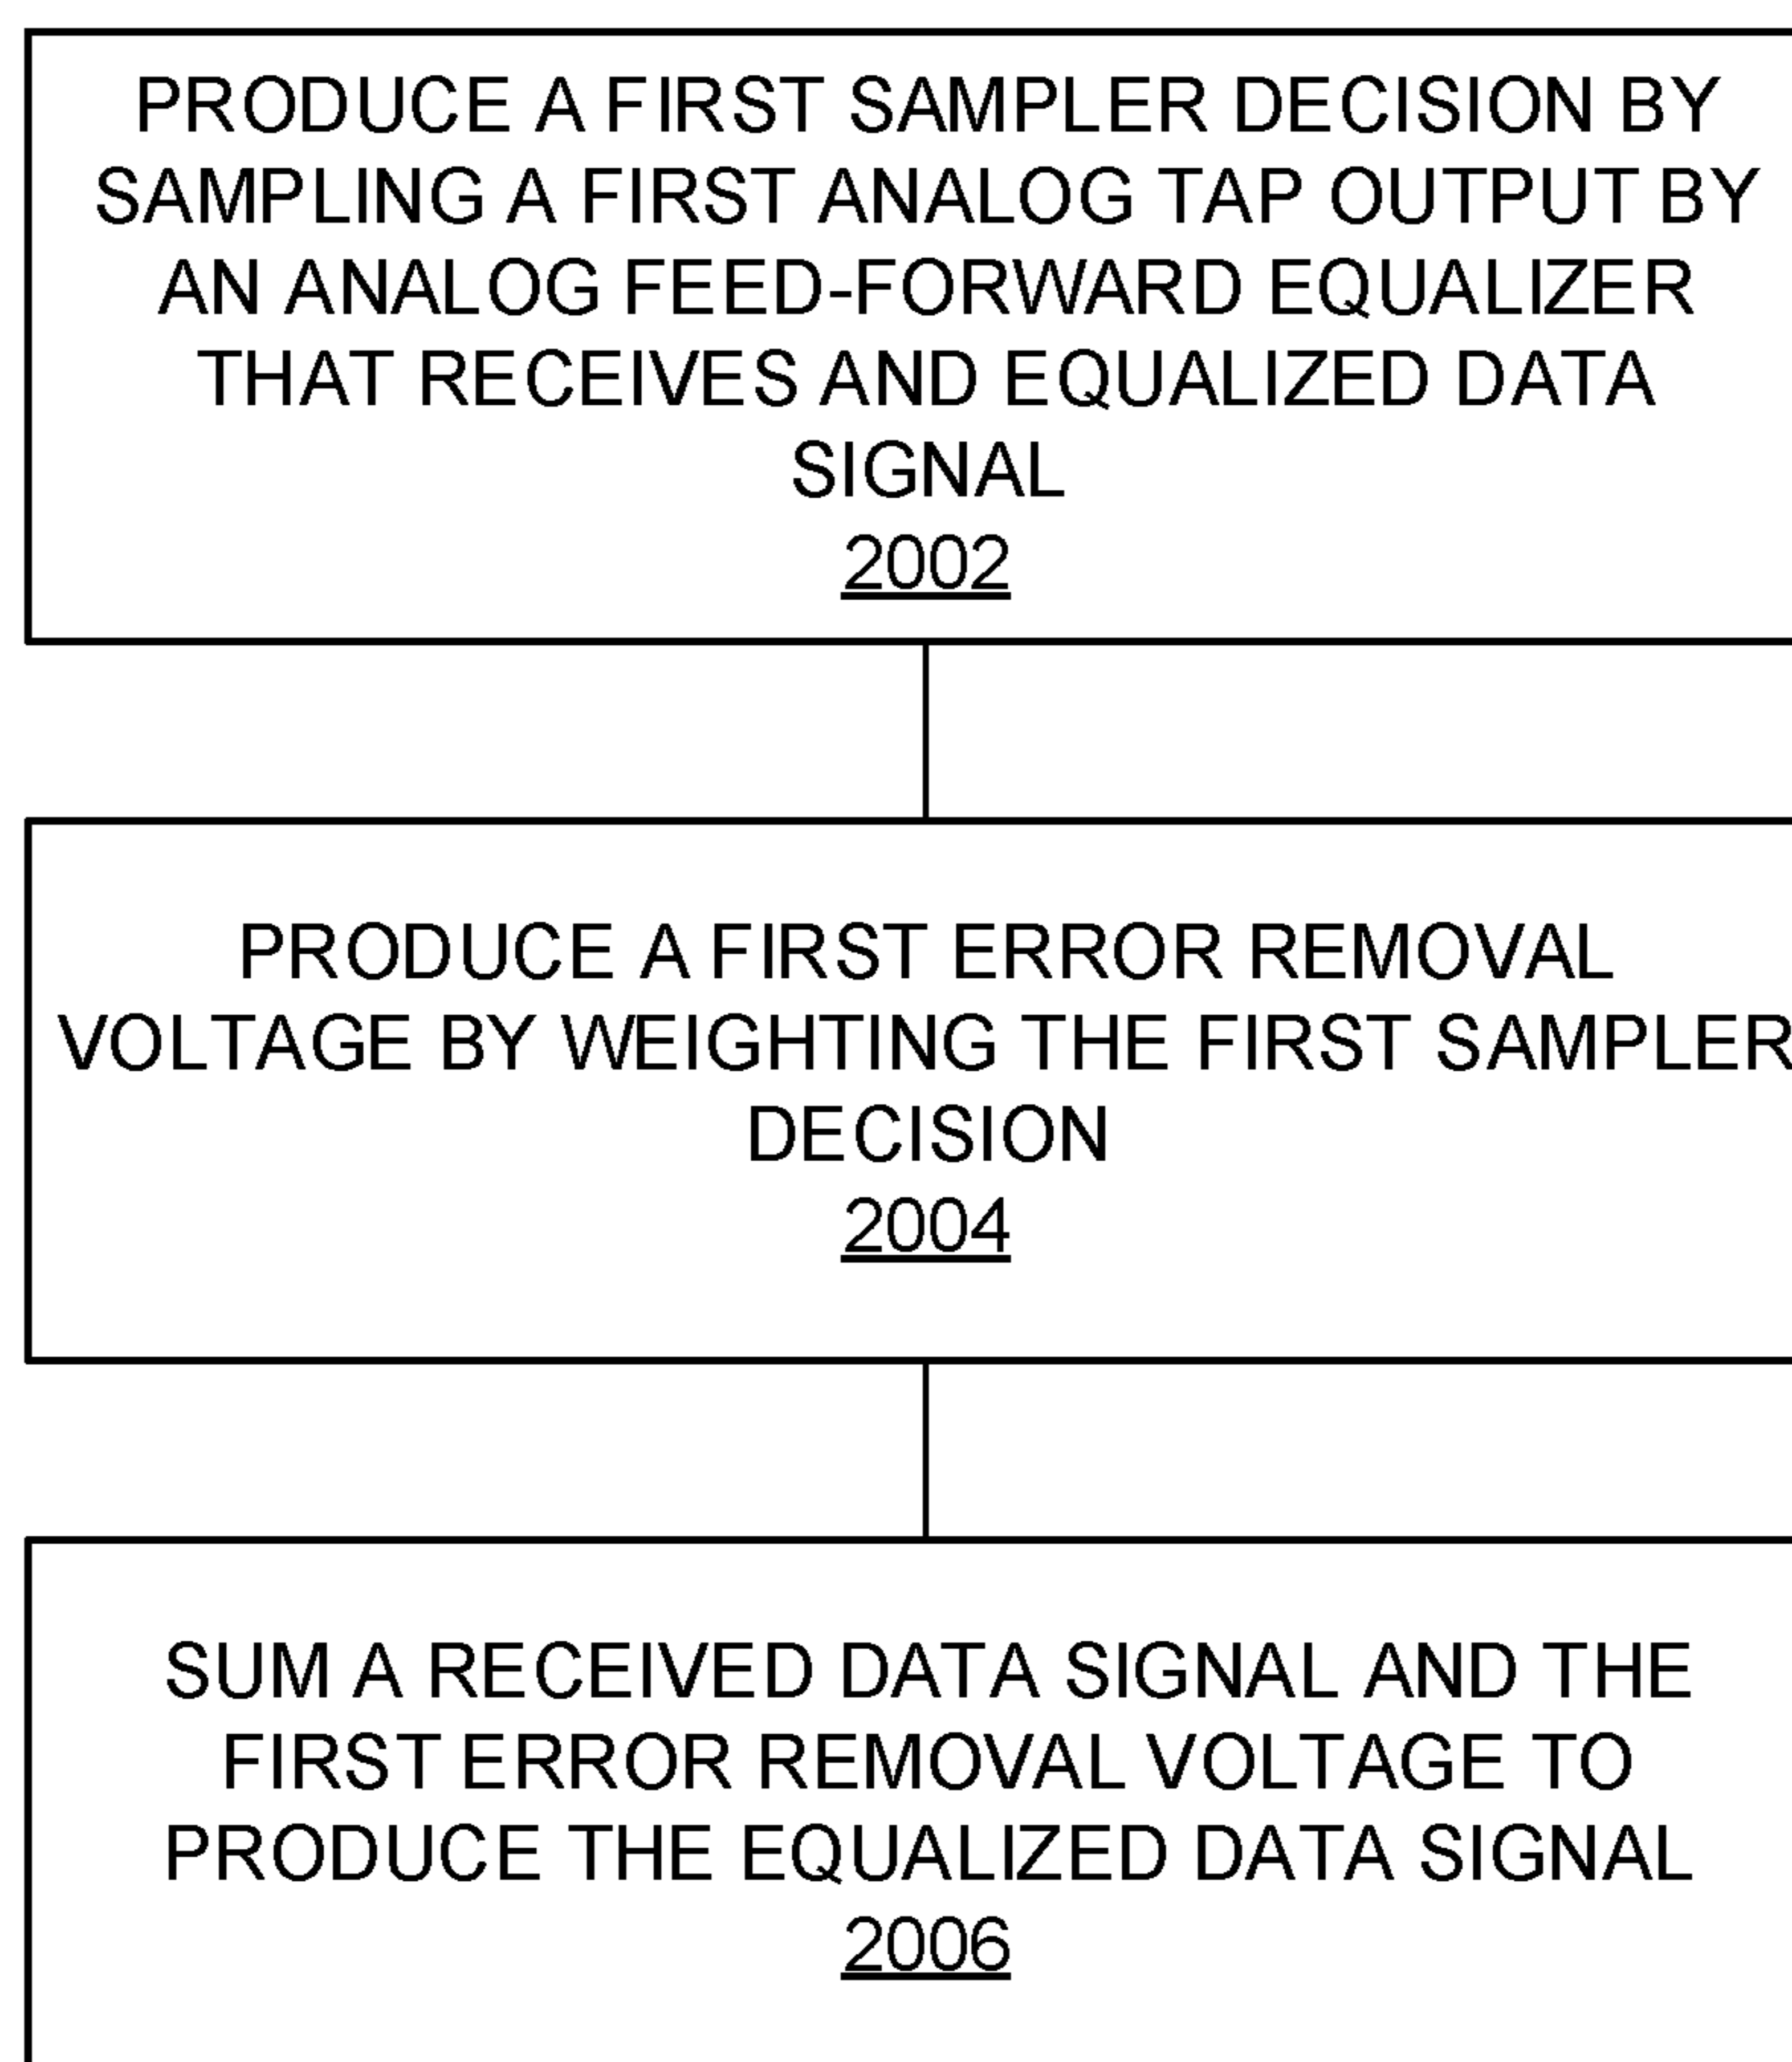 PRODUCE A FIRST SAMPLER DECISION BY
SAMPLING A FIRST ANALOG TAP OUTPUT BY
AN ANALOG FEED-FORWARD EQUALIZER
THAT RECEIVES AND EQUALIZED DATA
SIGNAL
2002
PRODUCE A FIRST ERROR REMOVAL
VOLTAGE BY WEIGHTING THE FIRST SAMPLER
DECISION
2004
SUM A RECEIVED DATA SIGNAL AND THE
FIRST ERROR REMOVAL VOLTAGE TO
PRODUCE THE EQUALIZED DATA SIGNAL
2006